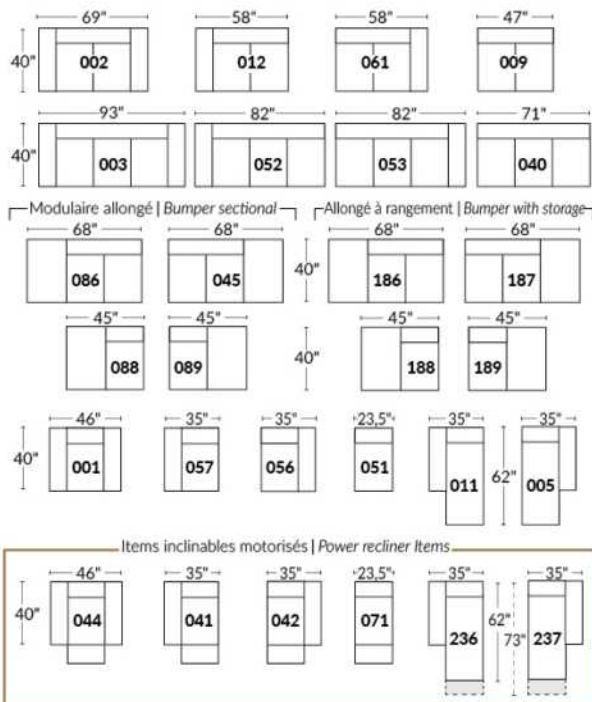 69" 58" 58" 47"
40" 002 012 061 009
93" 82" 82" 71"
40" 003 052 053 040
Modulaire allongé | Bumper sectional Allongé à rangement | Bumper with storage
68" 68" 68" 68"
086 045 40" 186 187
45" 45" 45" 45"
088 089 40" 188 189
46" 35" 35" 23,5" 35" 35"
40" 001 057 056 051 011 62" 005
Items inclinables motorisés | Power recliner Items
46" 35" 35" 23,5" 35" 35"
40" 044 041 042 071 236 62" 73" 237